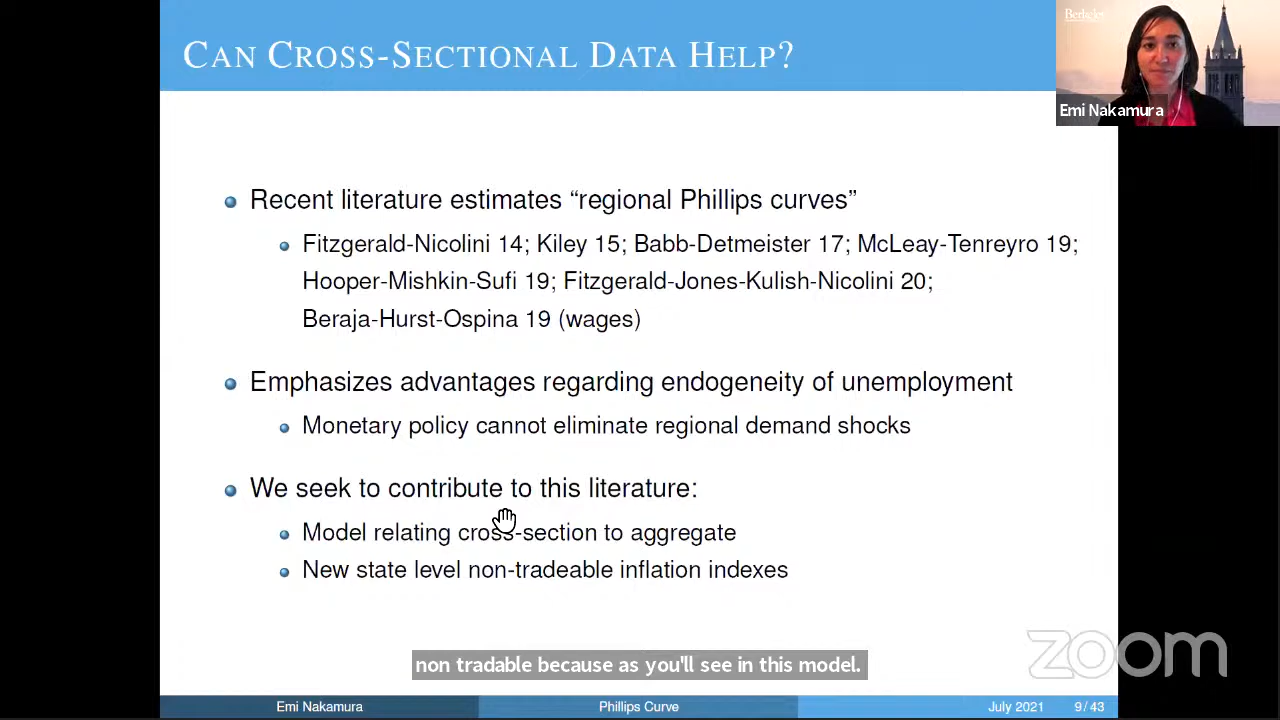 CAN CROSS-SECTIONAL DATA HELP?
Berkeley
Emi Nakamura
Recent literature estimates “regional Phillips curves”
Fitzgerald-Nicolini 14; Kiley 15; Babb-Detmeister 17; McLeay-Tenreyro 19;
Hooper-Mishkin-Sufi 19; Fitzgerald-Jones-Kulish-Nicolini 20;
Beraja-Hurst-Ospina 19 (wages)
Emphasizes advantages regarding endogeneity of unemployment
Monetary policy cannot eliminate regional demand shocks
We seek to contribute to this literature:
Model relating cross-section to aggregate
New state level non-tradeable inflation indexes
non tradable because as you'll see in this model.
zoom
Emi Nakamura Phillips Curve July 2021 9/43